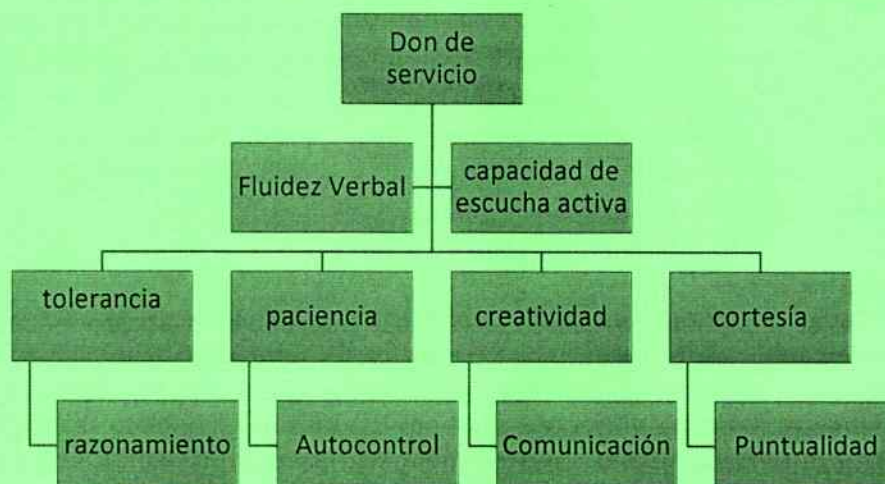 Don de
servicio
Fluidez Verbal
capacidad de
escucha activa
tolerancia
paciencia
creatividad
cortesía
razonamiento
Autocontrol
Comunicación
Puntualidad